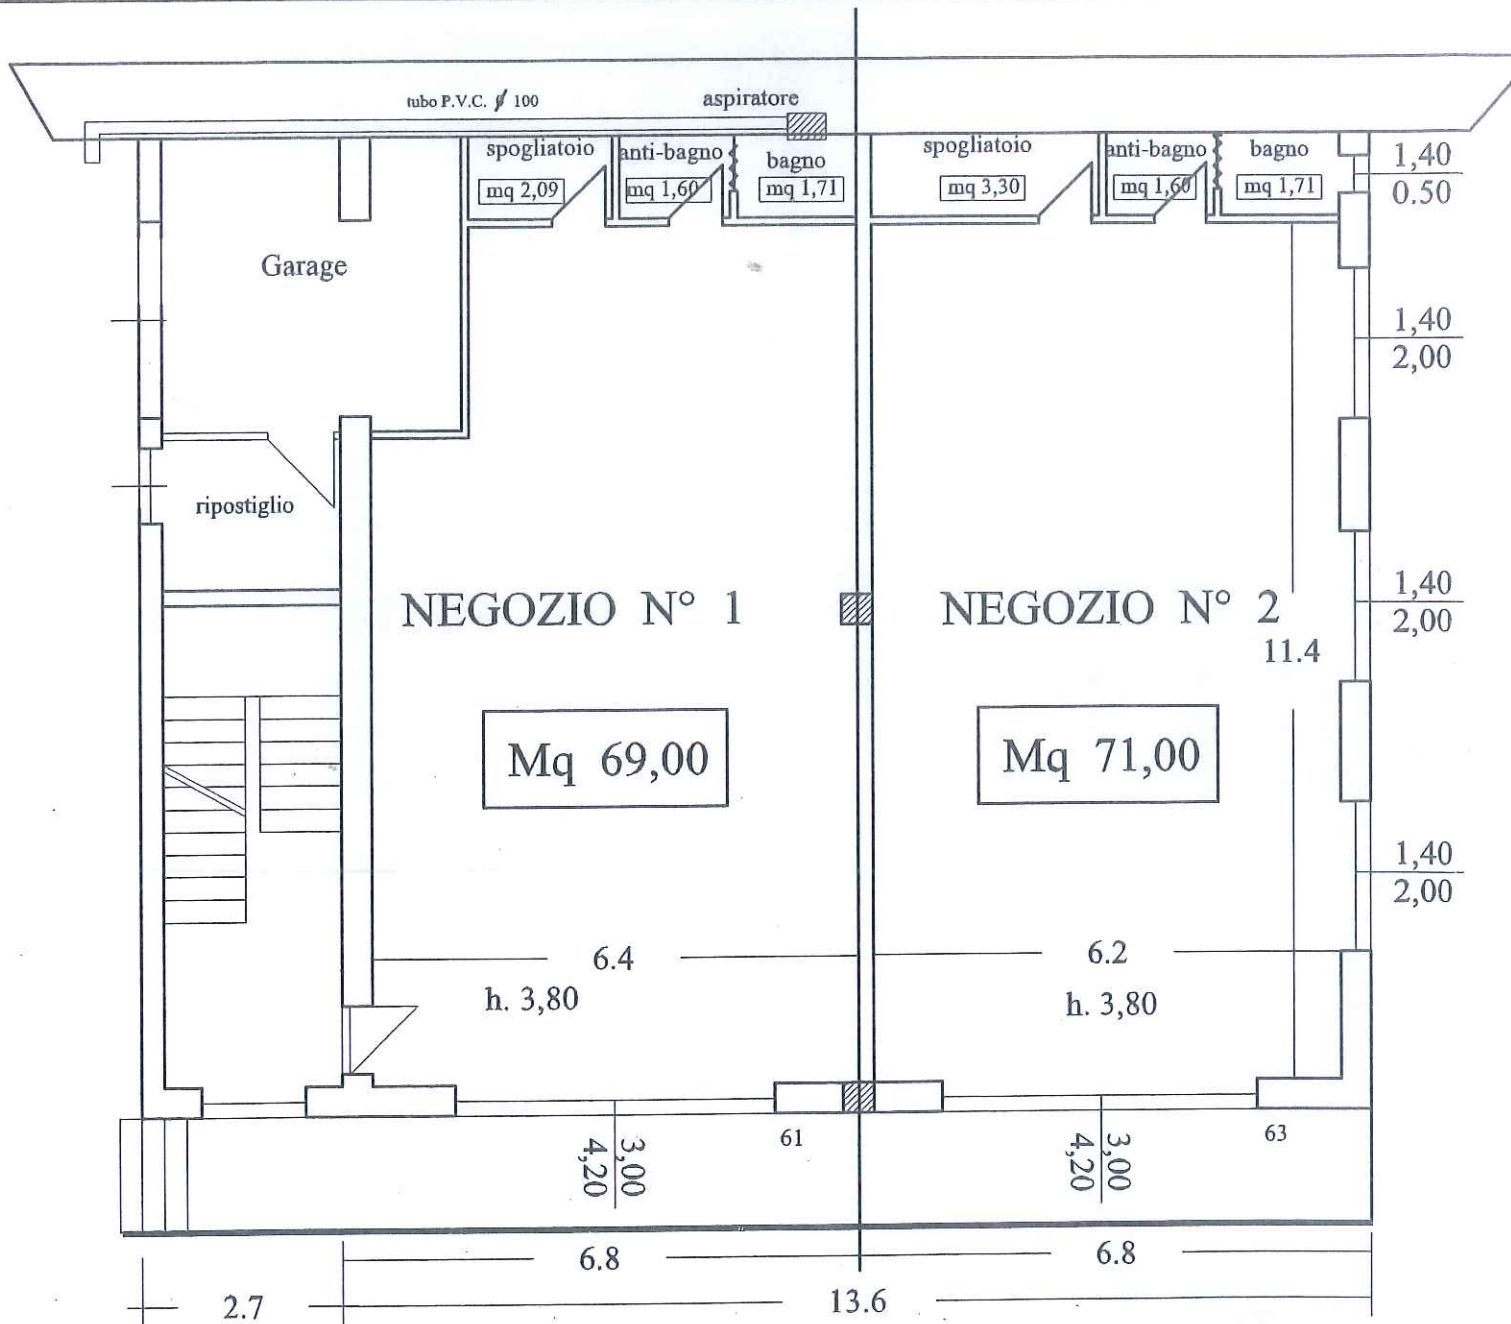 tubo P.V.C. ø 100
aspiratore
spogliatoio
mq 2,09
anti-bagno
mq 1,60
bagno
mq 1,71
spogliatoio
mq 3,30
anti-bagno
mq 1,60
bagno
mq 1,71
1,40
0.50
Garage
1,40
2,00
ripostiglio
NEGOZIO N° 1
NEGOZIO N° 2
1,40
2,00
11.4
Mq 69,00
Mq 71,00
1,40
2,00
6.4
h. 3,80
6.2
h. 3,80
61
63
3,00
4,20
3,00
4,20
6.8
6.8
2.7
13.6